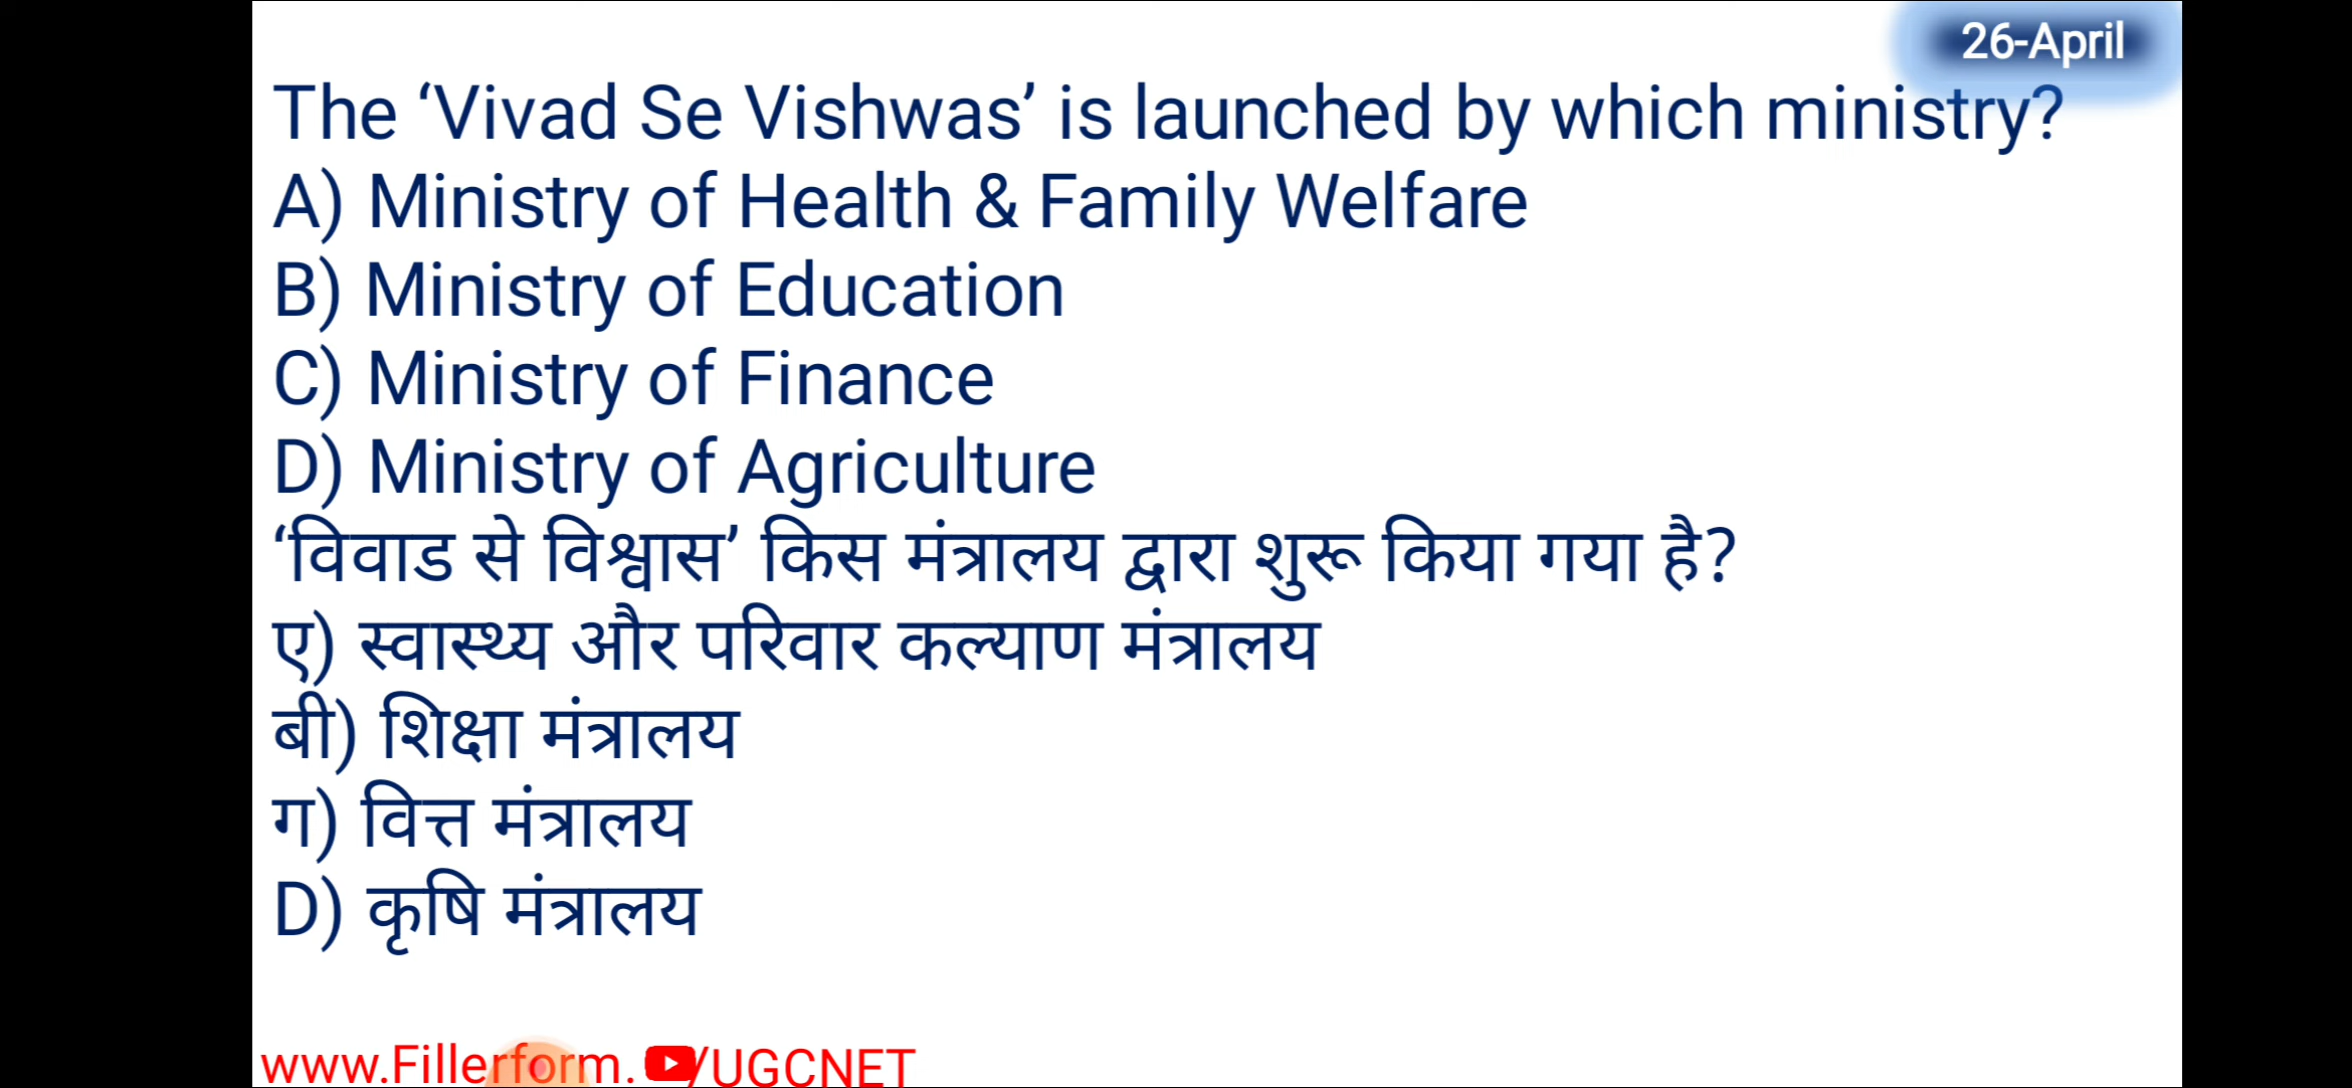 26-April
The ‘Vivad Se Vishwas’ is launched by which ministry?
A) Ministry of Health & Family Welfare
B) Ministry of Education
C) Ministry of Finance
D) Ministry of Agriculture
‘विवाड से विश्वास’ किस मंत्रालय द्वारा शुरू किया गया है?
ए) स्वास्थ्य और परिवार कल्याण मंत्रालय
बी) शिक्षा मंत्रालय
ग) वित्त मंत्रालय
D) कृषि मंत्रालय
www.Fillerform. /UGCNET